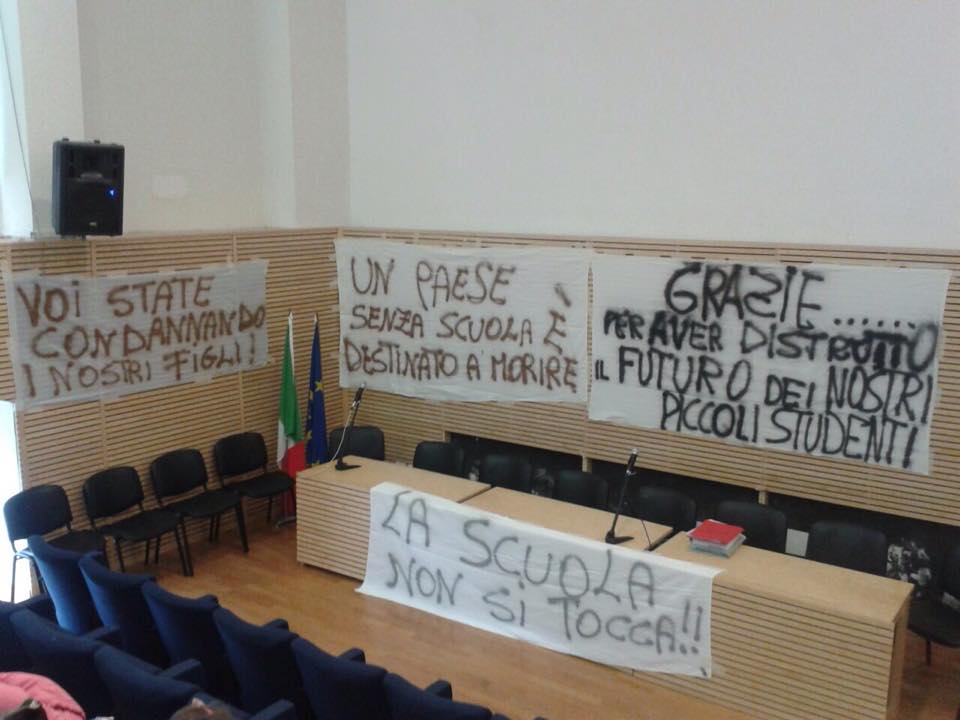 VOI STATE
CONDANNANDO
I NOSTRI FIGLI!
UN PAESE
SENZA SCUOLA È
DESTINATO A' MORIRE
GRAZIE.......
PER AVER DISTRUTTO
IL FUTURO DEI NOSTRI
PICCOLI STUDENTI!
LA SCUOLA
NON SI TOCCA!!